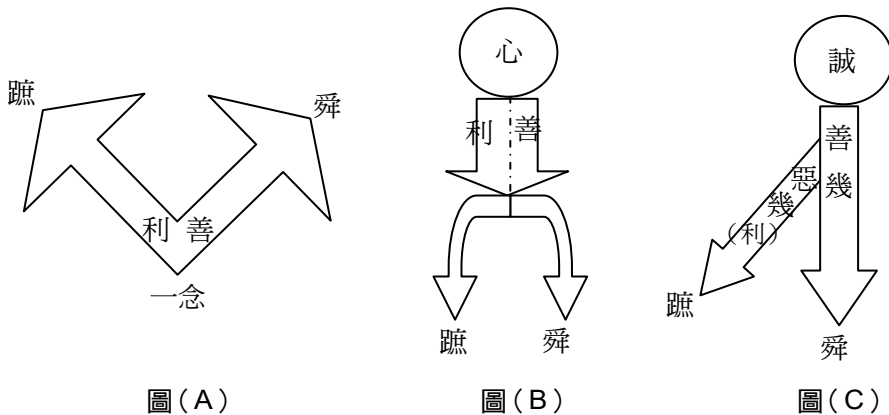 蹠
舜
利 善
一念
圖(A)
心
利 善
蹠
舜
圖(B)
誠
善幾
惡幾
(利)
蹠
舜
圖(C)